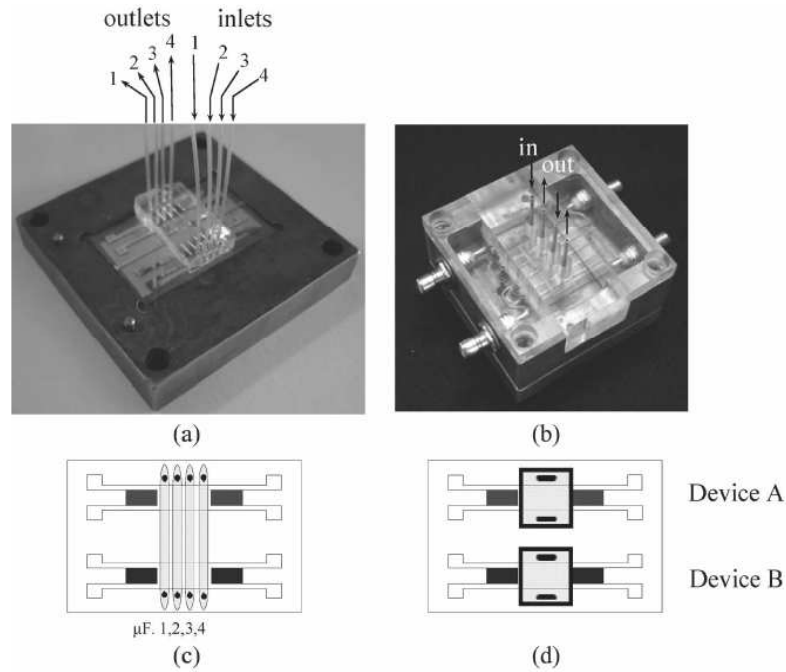 outlets inlets
4 1
3 2
2 3
1 4
in
out
(a) (b)
Device A
Device B
μF. 1,2,3,4
(c) (d)